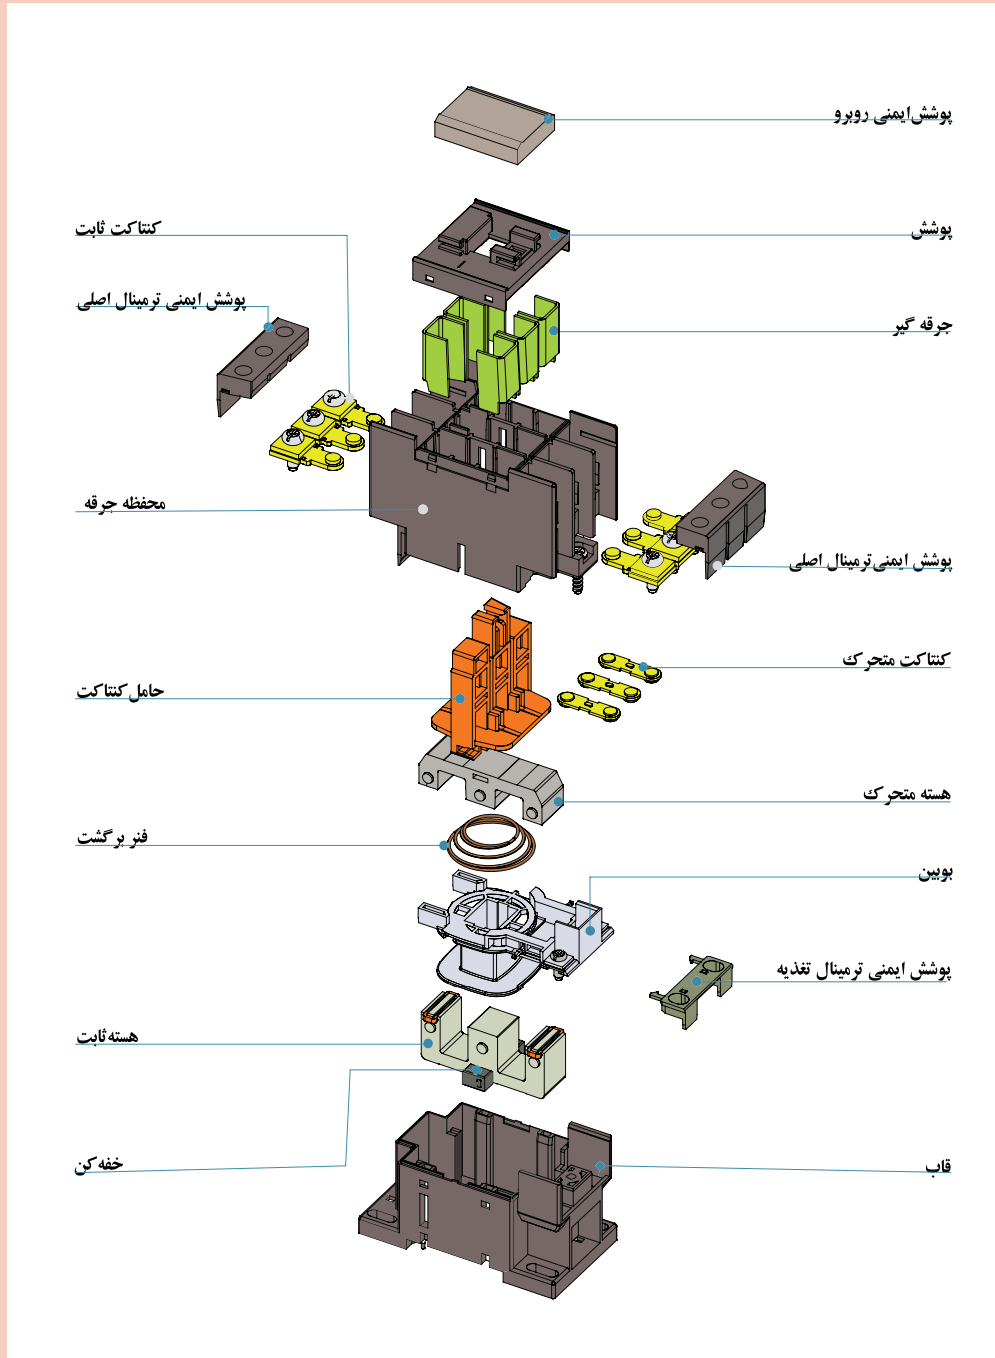 پوشش ایمنی روبرو
پوشش
کنتاکت ثابت
پوشش ایمنی ترمینال اصلی
جرقه گیر
محفظه جرقه
پوشش ایمنی ترمینال اصلی
کنتاکت متحرک
حامل کنتاکت
هسته متحرک
فنر برگشت
بوبین
پوشش ایمنی ترمینال تغذیه
هسته ثابت
خفه کن
قاب